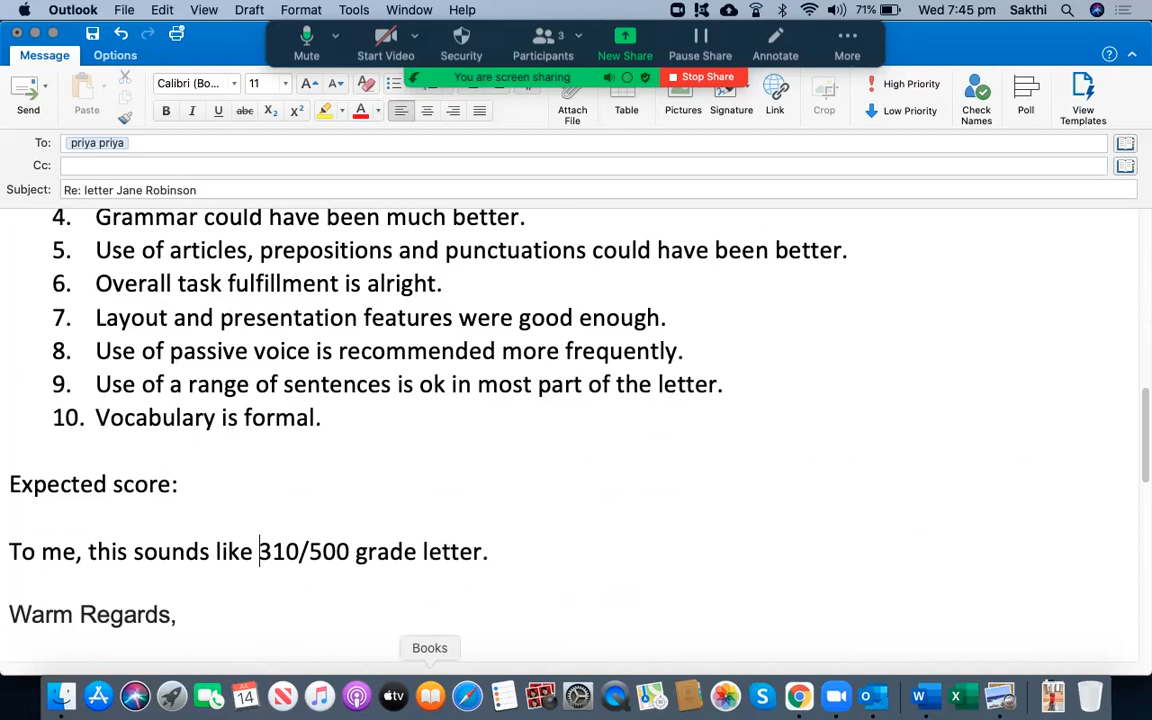 Outlook File Edit View Draft Format Tools Window Help 71% Wed 7:45 pm Sakthi
Mute Start Video Security Participants 3 New Share Pause Share Annotate More
You are screen sharing Stop Share
Message Options
Send Paste Calibri (Bo... 11 Attach File Table Pictures Signature Link Crop High Priority Low Priority Check Names Poll View Templates
To: priya priya
Cc:
Subject: Re: letter Jane Robinson
4. Grammar could have been much better.
5. Use of articles, prepositions and punctuations could have been better.
6. Overall task fulfillment is alright.
7. Layout and presentation features were good enough.
8. Use of passive voice is recommended more frequently.
9. Use of a range of sentences is ok in most part of the letter.
10. Vocabulary is formal.
Expected score:
To me, this sounds like 310/500 grade letter.
Warm Regards,
Books